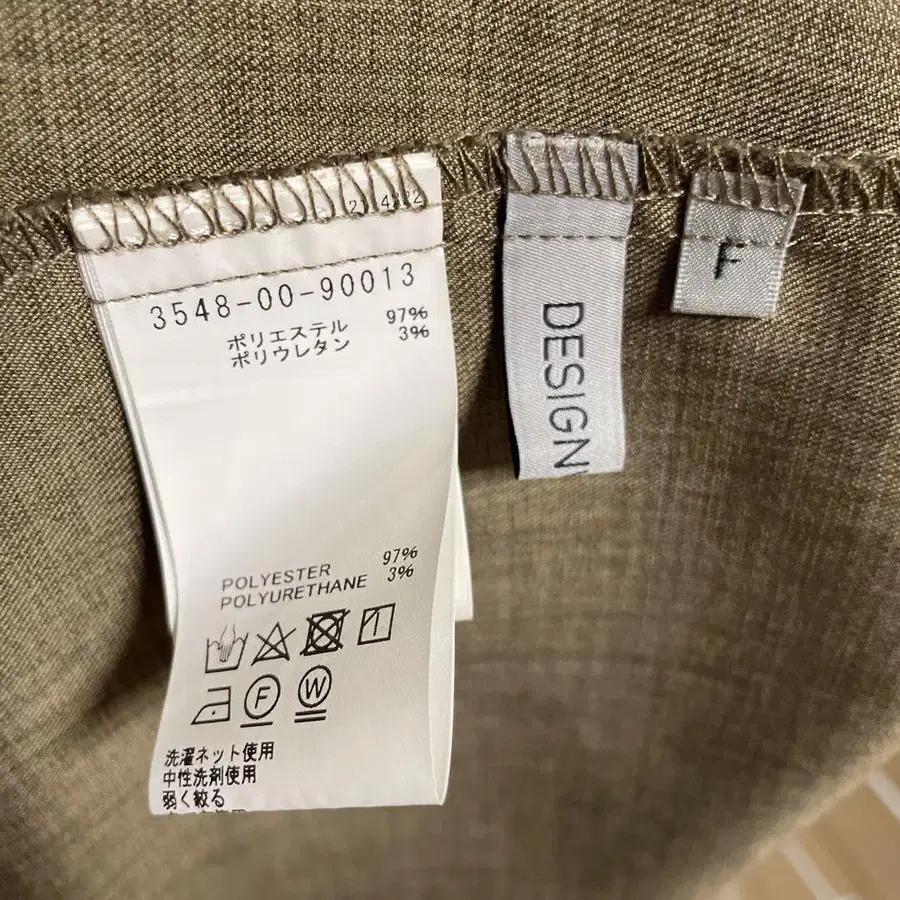 3548-00-90013
ポリエステル 97%
ポリウレタン 3%
POLYESTER 97%
POLYURETHANE 3%
F
W
洗濯ネット使用
中性洗剤使用
弱く絞る
DESIGN
F